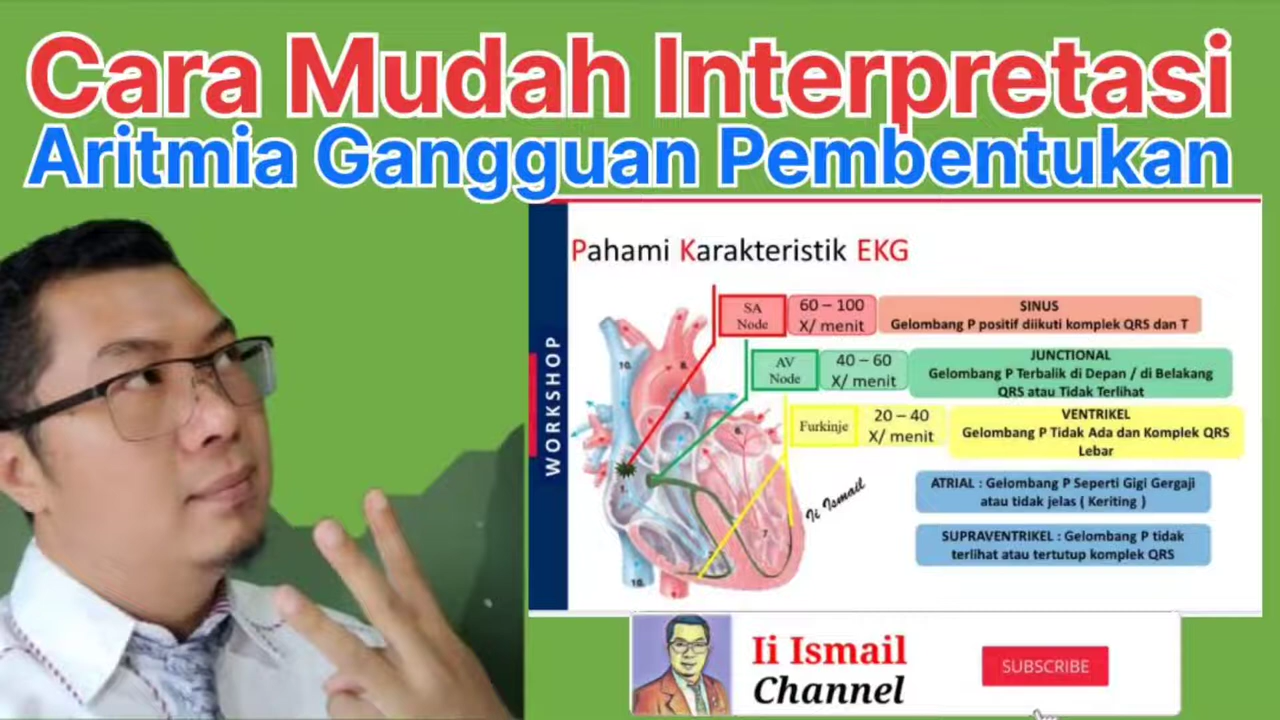 Cara Mudah Interpretasi
Aritmia Gangguan Pembentukan
WORKSHOP
Pahami Karakteristik EKG
SA
Node
60 – 100
X/ menit
SINUS
Gelombang P positif diikuti komplek QRS dan T
AV
Node
40 – 60
X/ menit
JUNCTIONAL
Gelombang P Terbalik di Depan / di Belakang
QRS atau Tidak Terlihat
Furkinje
20 – 40
X/ menit
VENTRIKEL
Gelombang P Tidak Ada dan Komplek QRS
Lebar
ATRIAL : Gelombang P Seperti Gigi Gergaji
atau tidak jelas ( Keriting )
SUPRAVENTRIKEL : Gelombang P tidak
terlihat atau tertutup komplek QRS
Ii Ismail
10.
7.
10.
Ii Ismail
Channel
SUBSCRIBE